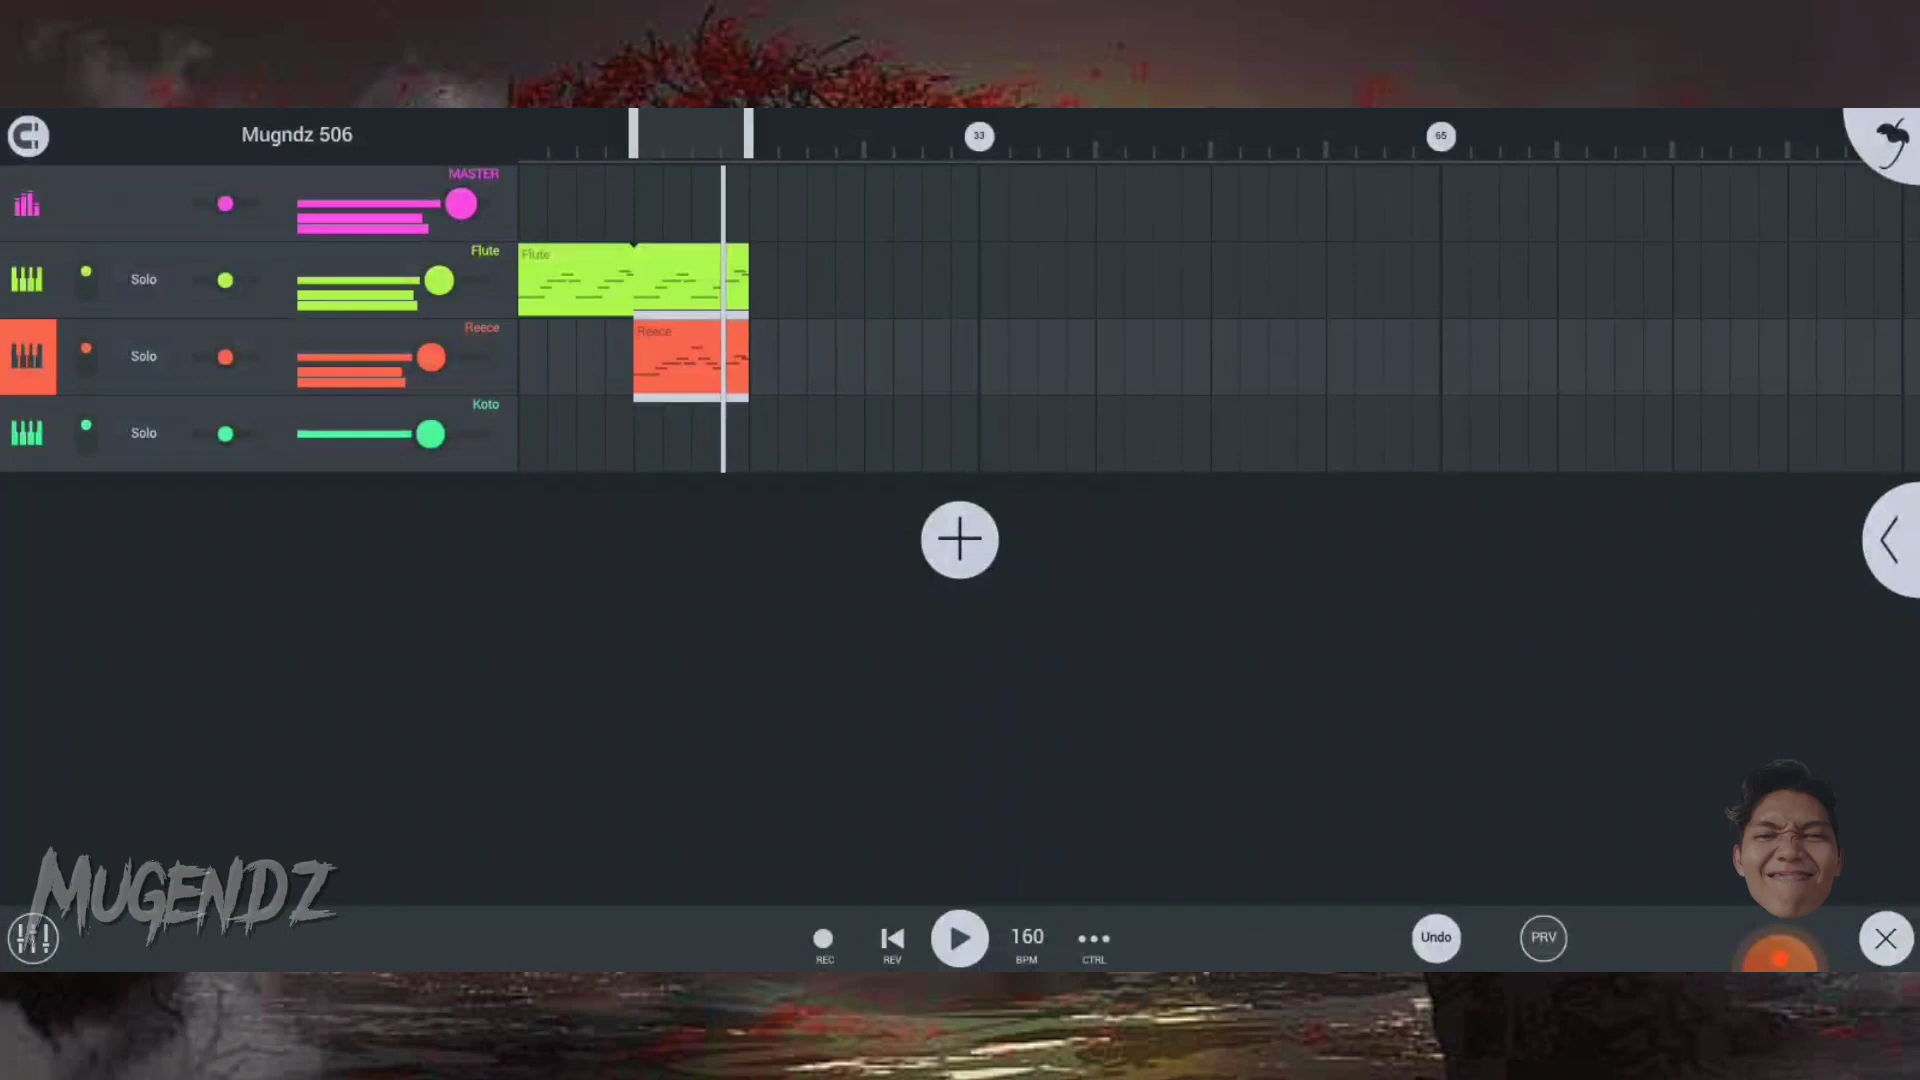 Mugndz 506
33
65
MASTER
Flute
Solo
Flute
Reece
Solo
Reece
Koto
Solo
MUGENDZ
REC
REV
160
BPM
CTRL
Undo
PRV